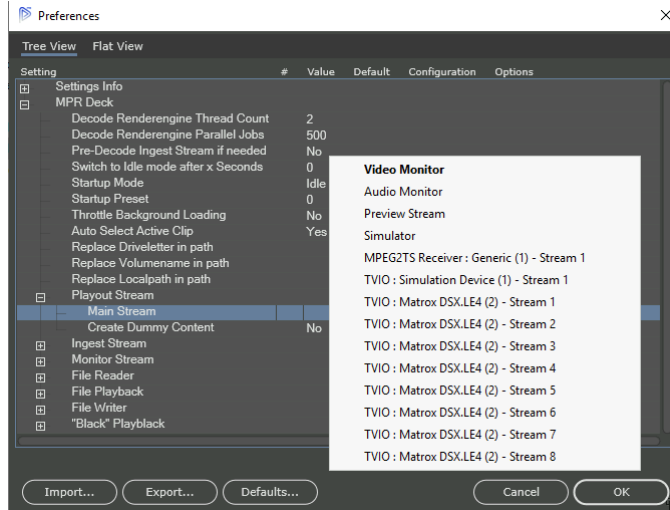 Preferences
Tree View Flat View
Setting # Value Default Configuration Options
Settings Info
MPR Deck
Decode Renderengine Thread Count 2
Decode Renderengine Parallel Jobs 500
Pre-Decode Ingest Stream if needed No
Switch to Idle mode after x Seconds 0
Startup Mode Idle
Startup Preset 0
Throttle Background Loading No
Auto Select Active Clip Yes
Replace Driveletter in path
Replace Volumename in path
Replace Localpath in path
Playout Stream
Main Stream
Create Dummy Content No
Ingest Stream
Monitor Stream
File Reader
File Playback
File Writer
"Black" Playblack
Video Monitor
Audio Monitor
Preview Stream
Simulator
MPEG2TS Receiver : Generic (1) - Stream 1
TVIO : Simulation Device (1) - Stream 1
TVIO : Matrox DSX.LE4 (2) - Stream 1
TVIO : Matrox DSX.LE4 (2) - Stream 2
TVIO : Matrox DSX.LE4 (2) - Stream 3
TVIO : Matrox DSX.LE4 (2) - Stream 4
TVIO : Matrox DSX.LE4 (2) - Stream 5
TVIO : Matrox DSX.LE4 (2) - Stream 6
TVIO : Matrox DSX.LE4 (2) - Stream 7
TVIO : Matrox DSX.LE4 (2) - Stream 8
Import... Export... Defaults... Cancel OK